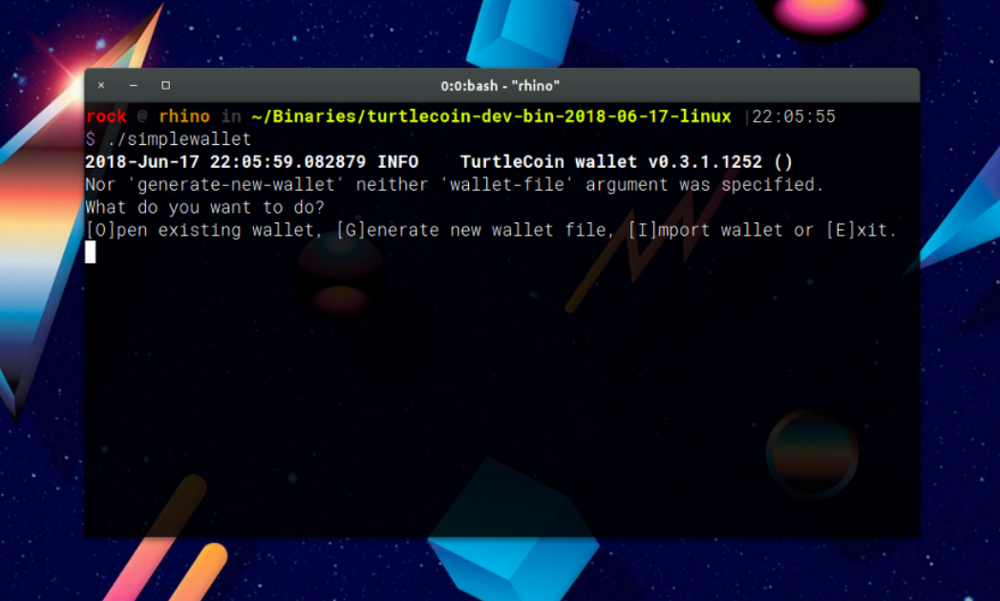 0:0:bash - "rhino"
rock @ rhino in ~/Binaries/turtlecoin-dev-bin-2018-06-17-linux |22:05:55
$ ./simplewallet
2018-Jun-17 22:05:59.082879 INFO    TurtleCoin wallet v0.3.1.1252 ()
Nor 'generate-new-wallet' neither 'wallet-file' argument was specified.
What do you want to do?
[O]pen existing wallet, [G]enerate new wallet file, [I]mport wallet or [E]xit.